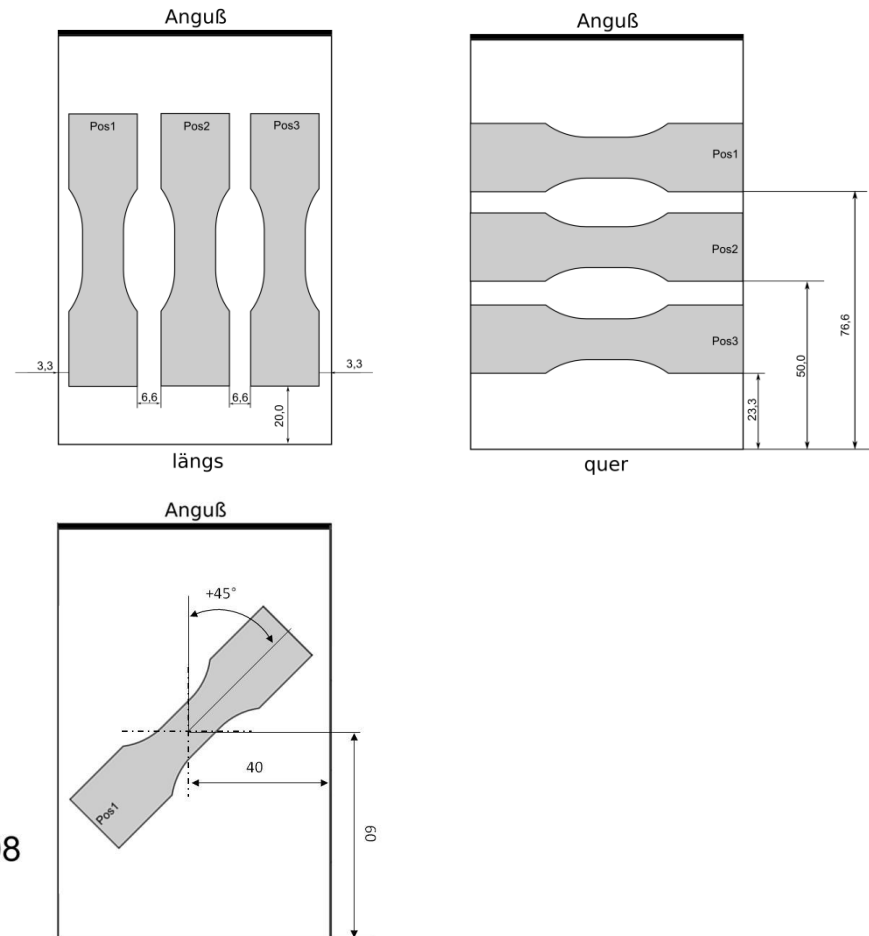 Anguß
Pos1
Pos2
Pos3
3,3
3,3
6,6
6,6
20,0
längs
Anguß
Pos1
Pos2
Pos3
23,3
50,0
76,6
quer
Anguß
+45°
40
60
Pos1
8